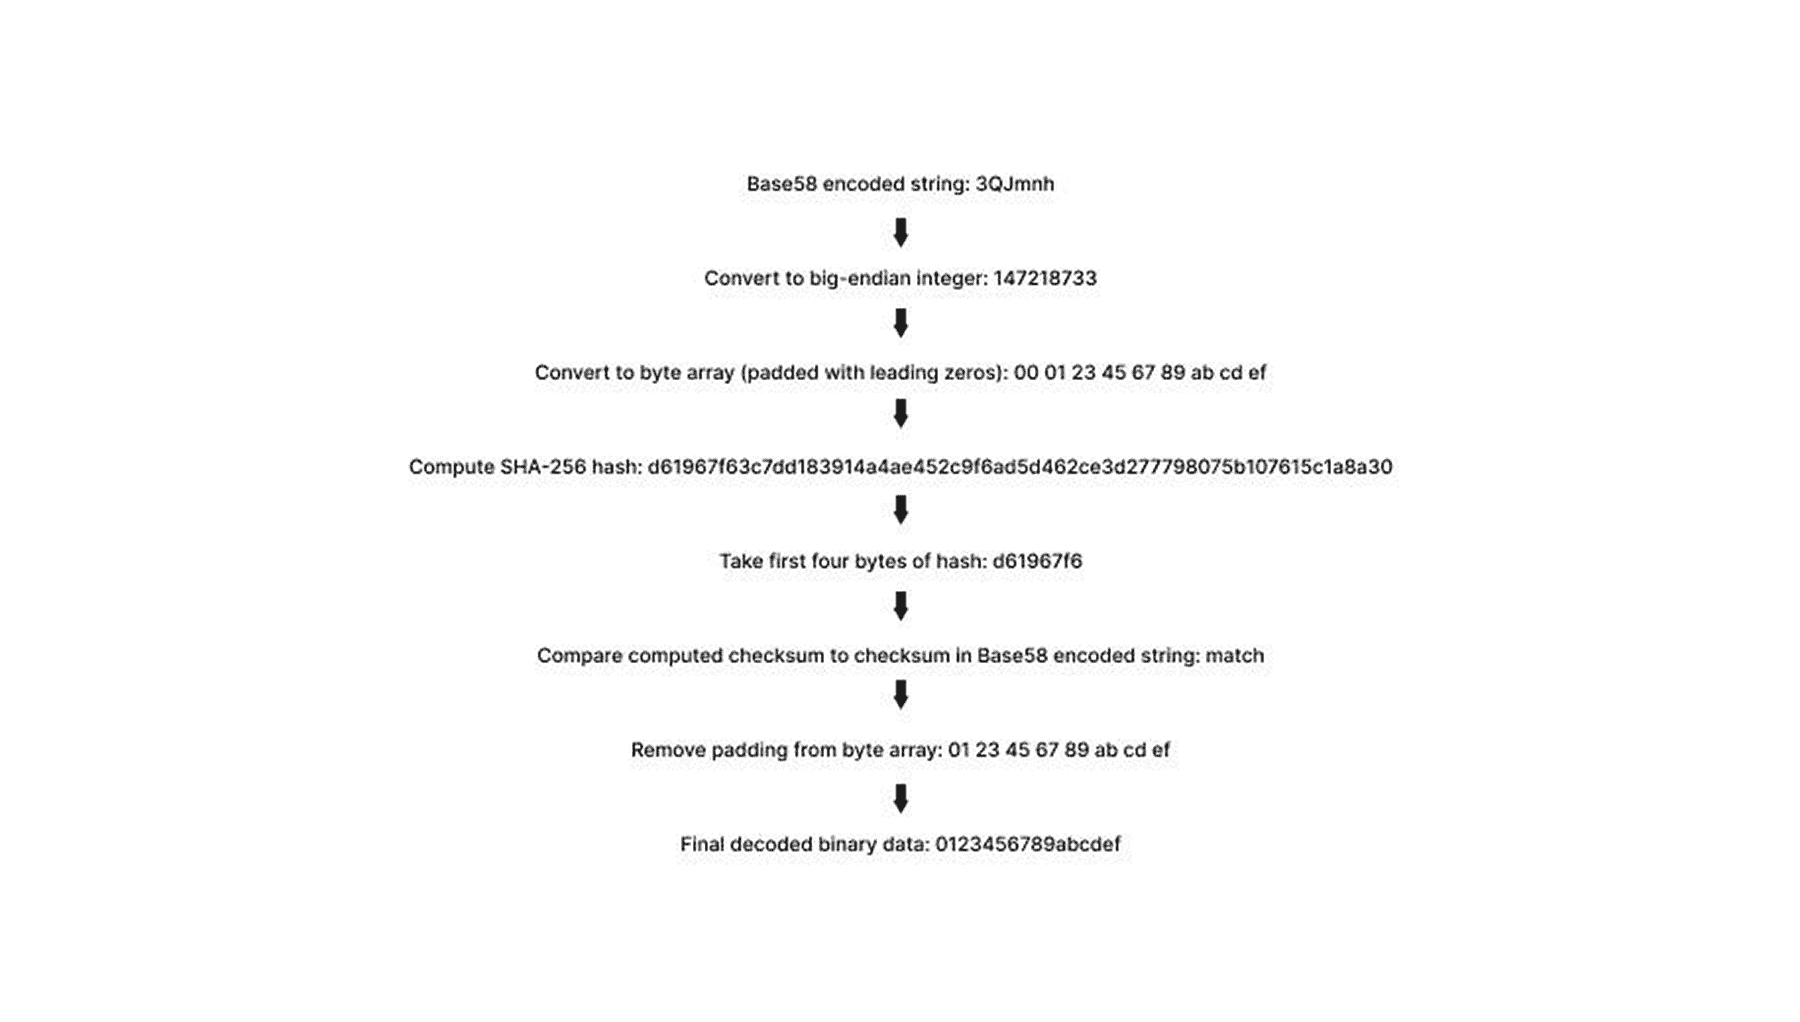 Base58 encoded string: 3QJmnh
Convert to big-endian integer: 147218733
Convert to byte array (padded with leading zeros): 00 01 23 45 67 89 ab cd ef
Compute SHA-256 hash: d61967f63c7dd183914a4ae452c9f6ad5d462ce3d277798075b107615c1a8a30
Take first four bytes of hash: d61967f6
Compare computed checksum to checksum in Base58 encoded string: match
Remove padding from byte array: 01 23 45 67 89 ab cd ef
Final decoded binary data: 0123456789abcdef